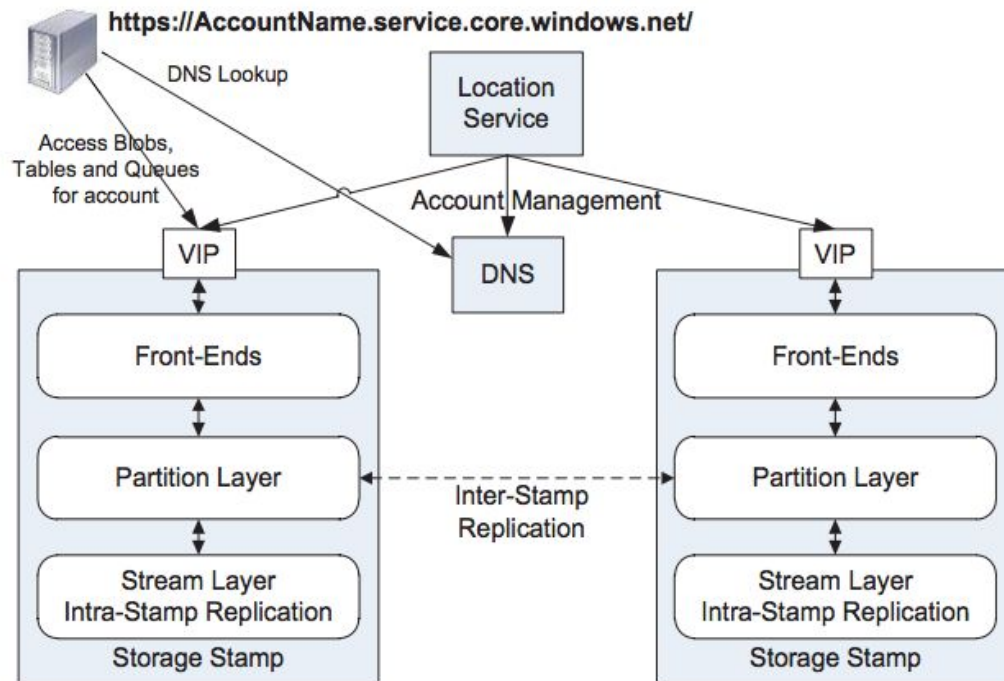 https://AccountName.service.core.windows.net/
DNS Lookup
Location
Service
Access Blobs,
Tables and Queues
for account
Account Management
VIP
DNS
VIP
Front-Ends
Front-Ends
Partition Layer
Inter-Stamp
Replication
Partition Layer
Stream Layer
Intra-Stamp Replication
Stream Layer
Intra-Stamp Replication
Storage Stamp
Storage Stamp